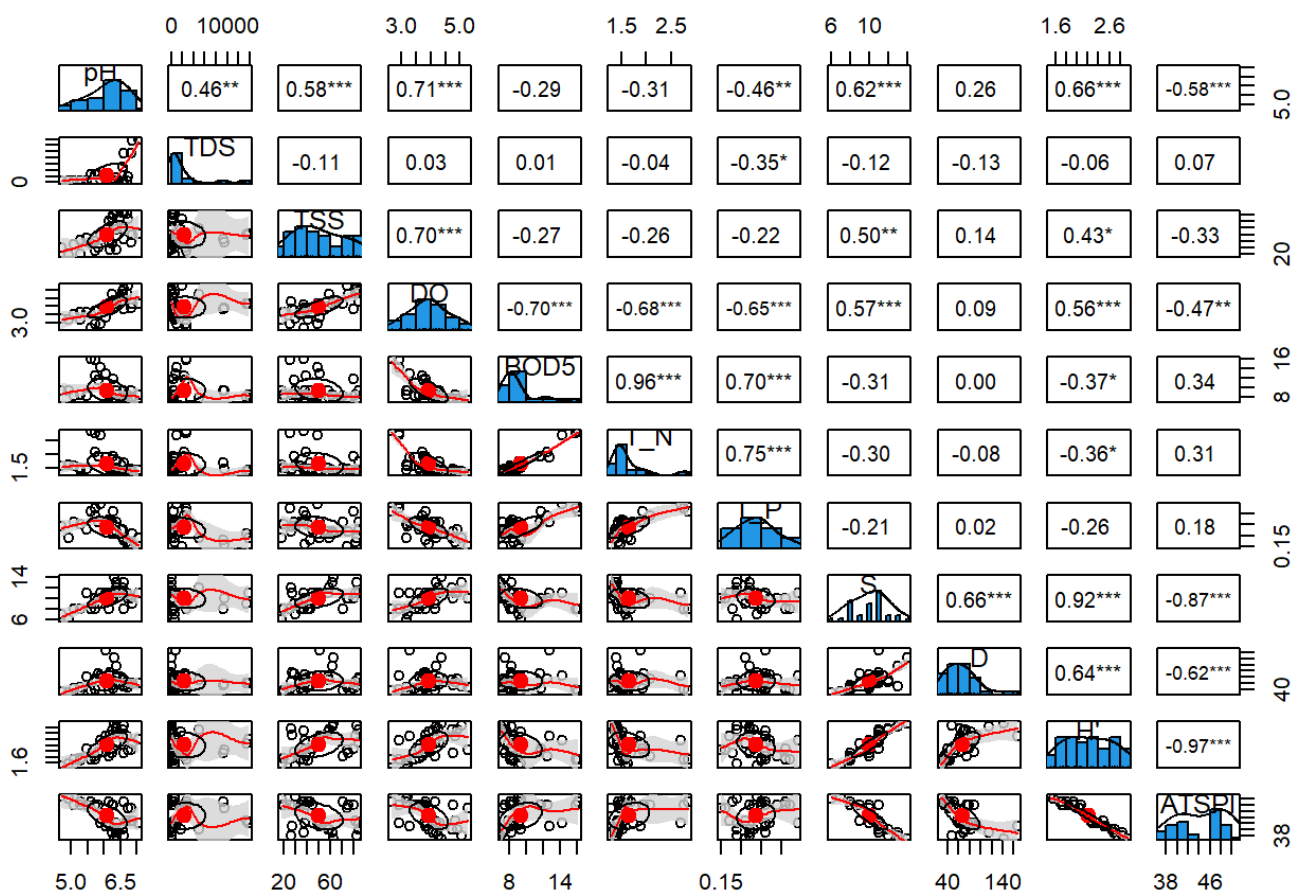 0 10000 3.0 5.0 1.5 2.5 6 10 1.6 2.6
pH 0.46** 0.58*** 0.71*** -0.29 -0.31 -0.46** 0.62*** 0.26 0.66*** -0.58*** 5.0
0 TDS -0.11 0.03 0.01 -0.04 -0.35* -0.12 -0.13 -0.06 0.07
TSS 0.70*** -0.27 -0.26 -0.22 0.50** 0.14 0.43* -0.33 20
3.0 DO -0.70*** -0.68*** -0.65*** 0.57*** 0.09 0.56*** -0.47**
BOD5 0.96*** 0.70*** -0.31 0.00 -0.37* 0.34 8 16
1.5 T_N 0.75*** -0.30 -0.08 -0.36* 0.31
T_P -0.21 0.02 -0.26 0.18 0.15
6 14 S 0.66*** 0.92*** -0.87***
D 0.64*** -0.62*** 40
1.6 H' -0.97***
ATSPI 38
5.0 6.5 20 60 8 14 0.15 40 140 38 46